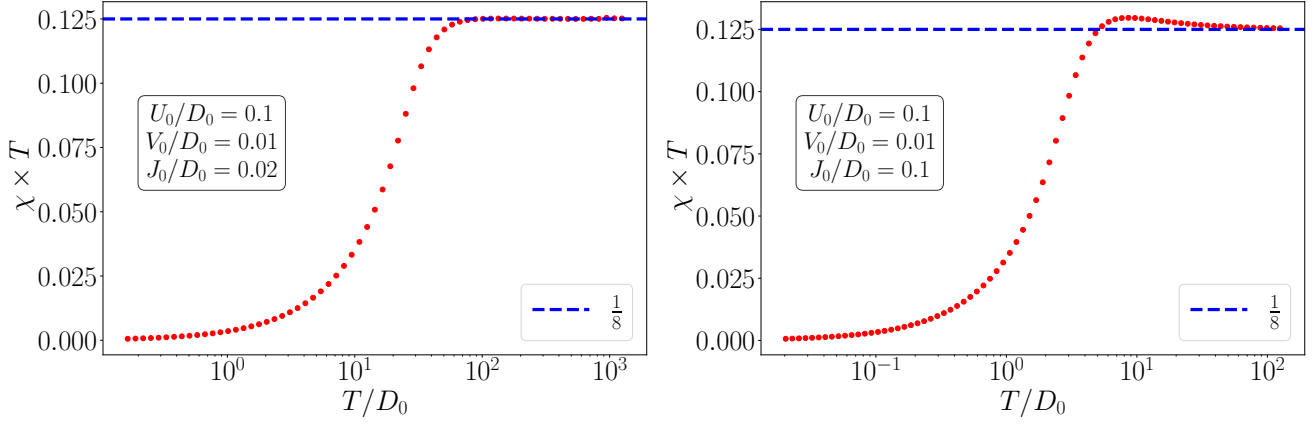 χ × T
0.125
0.100
0.075
0.050
0.025
0.000
U₀/D₀ = 0.1
V₀/D₀ = 0.01
J₀/D₀ = 0.02
1/8
10⁰ 10¹ 10² 10³
T/D₀
χ × T
0.125
0.100
0.075
0.050
0.025
0.000
U₀/D₀ = 0.1
V₀/D₀ = 0.01
J₀/D₀ = 0.1
1/8
10⁻¹ 10⁰ 10¹ 10²
T/D₀